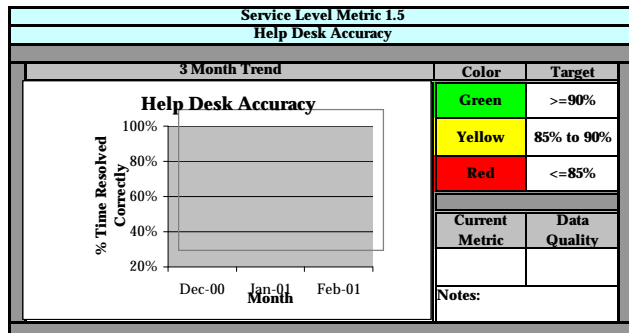 Service Level Metric 1.5
Help Desk Accuracy
3 Month Trend
Help Desk Accuracy
% Time Resolved
Correctly
100%
80%
60%
40%
20%
Dec-00 Jan-01 Feb-01
Month
Color Target
Green >=90%
Yellow 85% to 90%
Red <=85%
Current Data
Metric Quality
Notes: